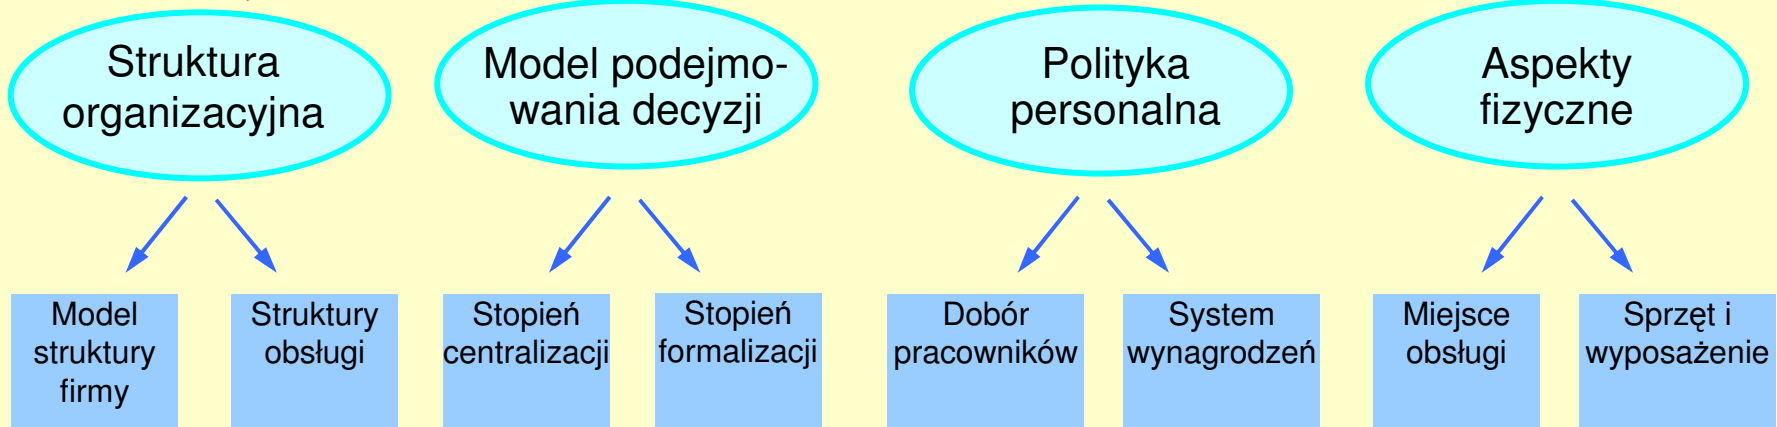 Struktura
organizacyjna
Model podejmo-
wania decyzji
Polityka
personalna
Aspekty
fizyczne
Model
struktury
firmy
Struktury
obsługi
Stopień
centralizacji
Stopień
formalizacji
Dobór
pracowników
System
wynagrodzeń
Miejsce
obsługi
Sprzęt i
wyposażenie